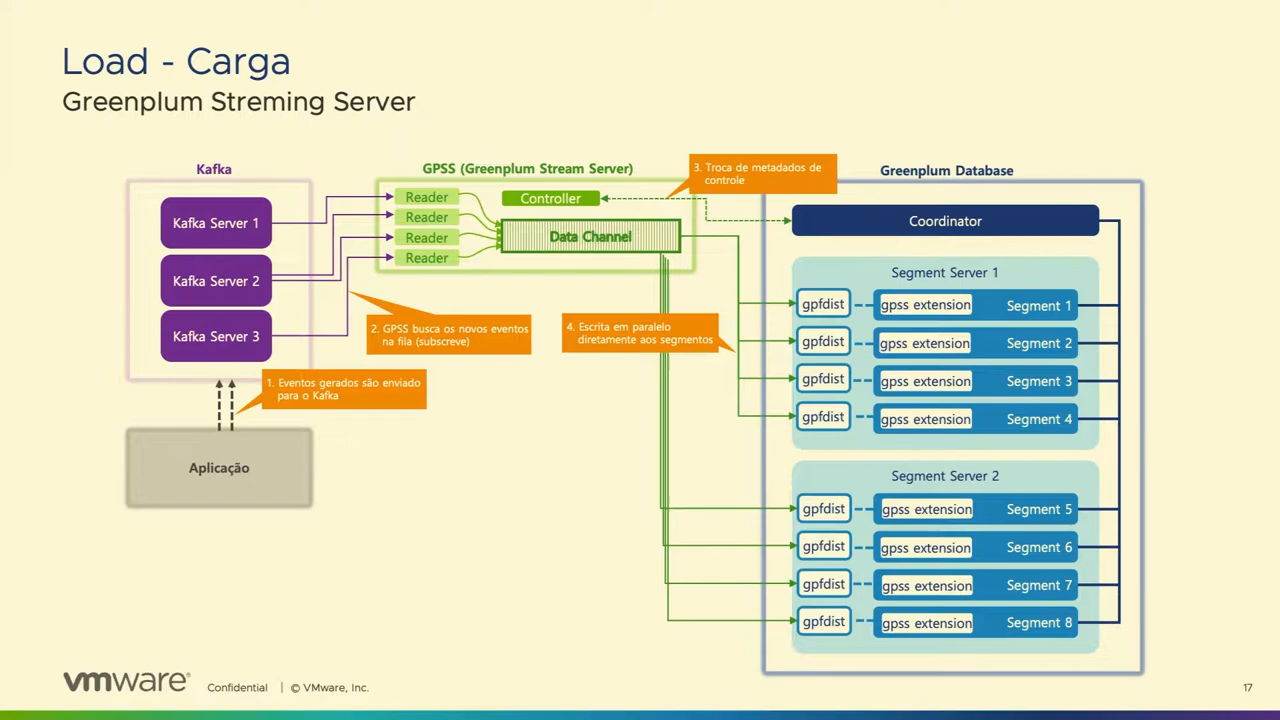 Load - Carga
Greenplum Streming Server
Kafka
Kafka Server 1
Kafka Server 2
Kafka Server 3
1. Eventos gerados são enviado
para o Kafka
Aplicação
GPSS (Greenplum Stream Server)
Reader
Reader
Reader
Reader
Controller
Data Channel
2. GPSS busca os novos eventos
na fila (subscreve)
3. Troca de metadados de
controle
4. Escrita em paralelo
diretamente aos segmentos
Greenplum Database
Coordinator
Segment Server 1
gpfdist gpss extension Segment 1
gpfdist gpss extension Segment 2
gpfdist gpss extension Segment 3
gpfdist gpss extension Segment 4
Segment Server 2
gpfdist gpss extension Segment 5
gpfdist gpss extension Segment 6
gpfdist gpss extension Segment 7
gpfdist gpss extension Segment 8
vmware® Confidential | © VMware, Inc. 17